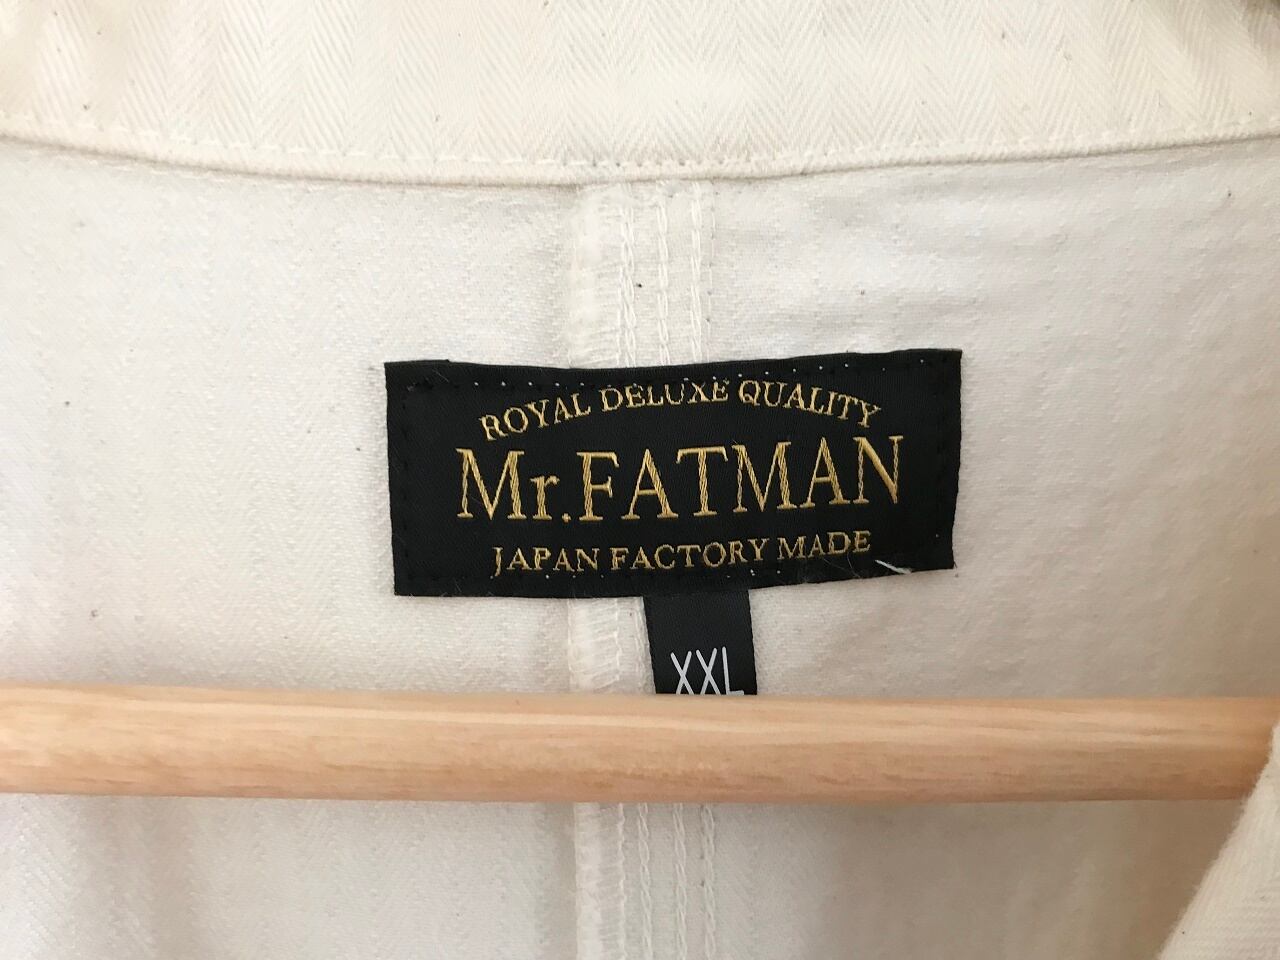 ROYAL DELUXE QUALITY
Mr.FATMAN
JAPAN FACTORY MADE
XXL